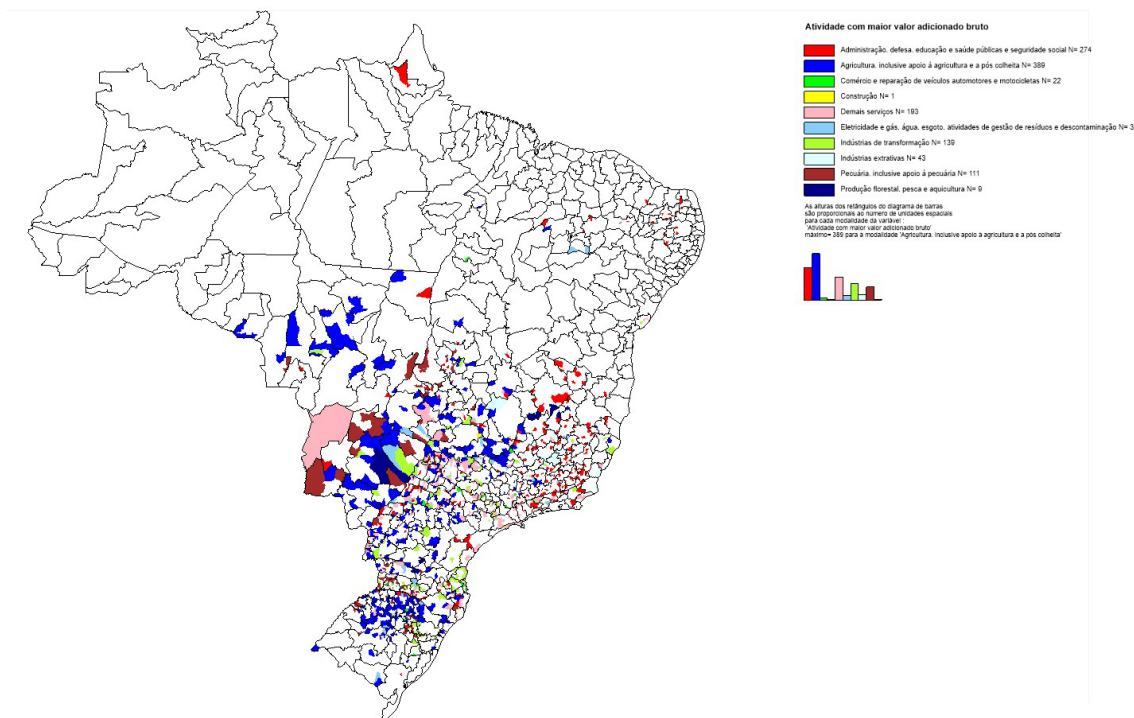 Atividade com maior valor adicionado bruto
Administração, defesa, educação e saúde públicas e seguridade social N= 274
Agricultura, inclusive apoio á agricultura e a pós colheita N= 389
Comércio e reparação de veículos automotores e motocicletas N= 22
Construção N= 1
Demais serviços N= 193
Eletricidade e gás, água, esgoto, atividades de gestão de resíduos e descontaminação N= 3
Indústrias de transformação N= 139
Indústrias extrativas N= 43
Pecuária, inclusive apoio á pecuária N= 111
Produção florestal, pesca e aquicultura N= 9
As alturas dos retângulos do diagrama de barras
são proporcionais ao número de unidades espaciais
para cada modalidade da variável :
'Atividade com maior valor adicionado bruto'
máximo= 389 para a modalidade 'Agricultura, inclusive apoio à agricultura e a pós colheita'